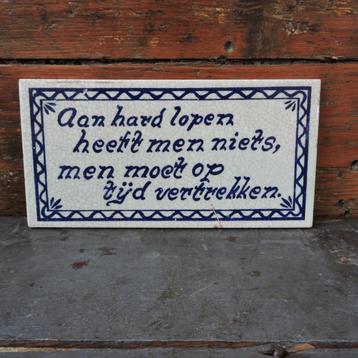 Aan hard lopen
heeft men niets,
men moet op
tijd vertrekken.